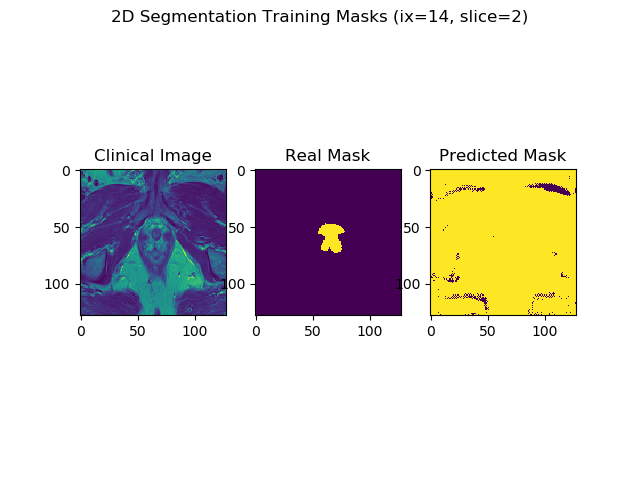 2D Segmentation Training Masks (ix=14, slice=2)
Clinical Image Real Mask Predicted Mask
0 0 0
50 50 50
100 100 100
0 50 100 0 50 100 0 50 100